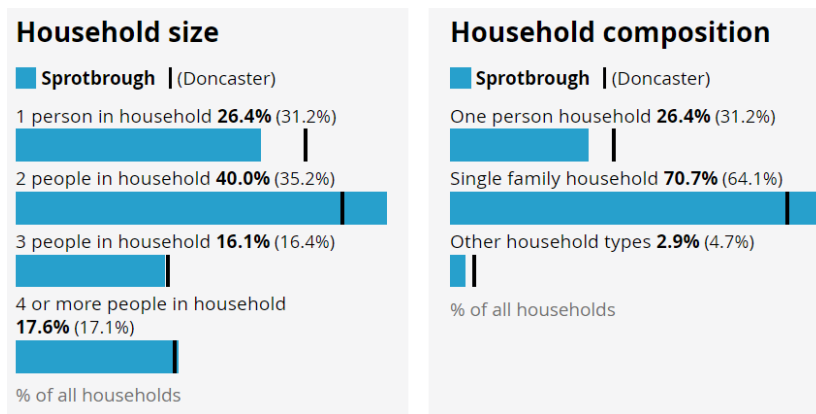 Household size
Sprotbrough (Doncaster)
1 person in household 26.4% (31.2%)
2 people in household 40.0% (35.2%)
3 people in household 16.1% (16.4%)
4 or more people in household
17.6% (17.1%)
% of all households
Household composition
Sprotbrough (Doncaster)
One person household 26.4% (31.2%)
Single family household 70.7% (64.1%)
Other household types 2.9% (4.7%)
% of all households